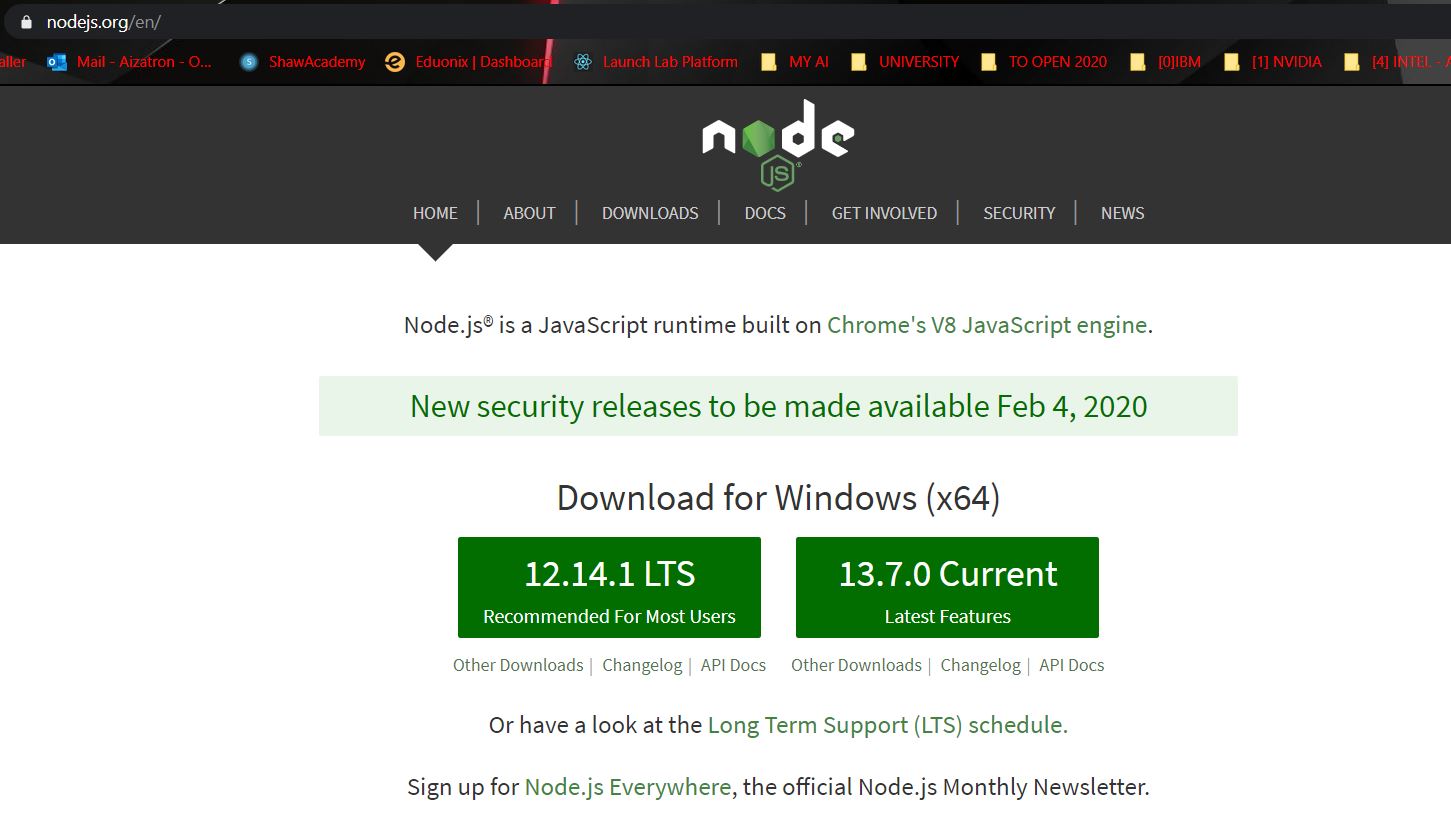 nodejs.org/en/
aller Mail - Aizatron - O... ShawAcademy Eduonix | Dashboard Launch Lab Platform MY AI UNIVERSITY TO OPEN 2020 [0]IBM [1] NVIDIA [4] INTEL - A
node
JS®
HOME | ABOUT | DOWNLOADS | DOCS | GET INVOLVED | SECURITY | NEWS
Node.js® is a JavaScript runtime built on Chrome's V8 JavaScript engine.
New security releases to be made available Feb 4, 2020
Download for Windows (x64)
12.14.1 LTS 13.7.0 Current
Recommended For Most Users Latest Features
Other Downloads | Changelog | API Docs Other Downloads | Changelog | API Docs
Or have a look at the Long Term Support (LTS) schedule.
Sign up for Node.js Everywhere, the official Node.js Monthly Newsletter.